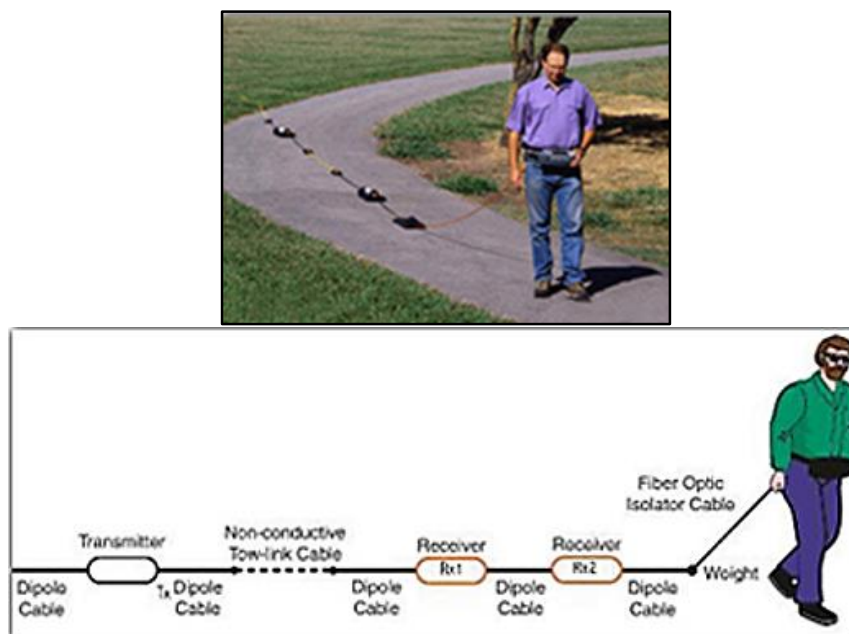 Fiber Optic
Isolator Cable
Transmitter
Non-conductive
Tow-link Cable
Receiver
Receiver
Rx1
Rx2
Dipole
Cable
Tx
Dipole
Cable
Dipole
Cable
Dipole
Cable
Dipole
Cable
Weight